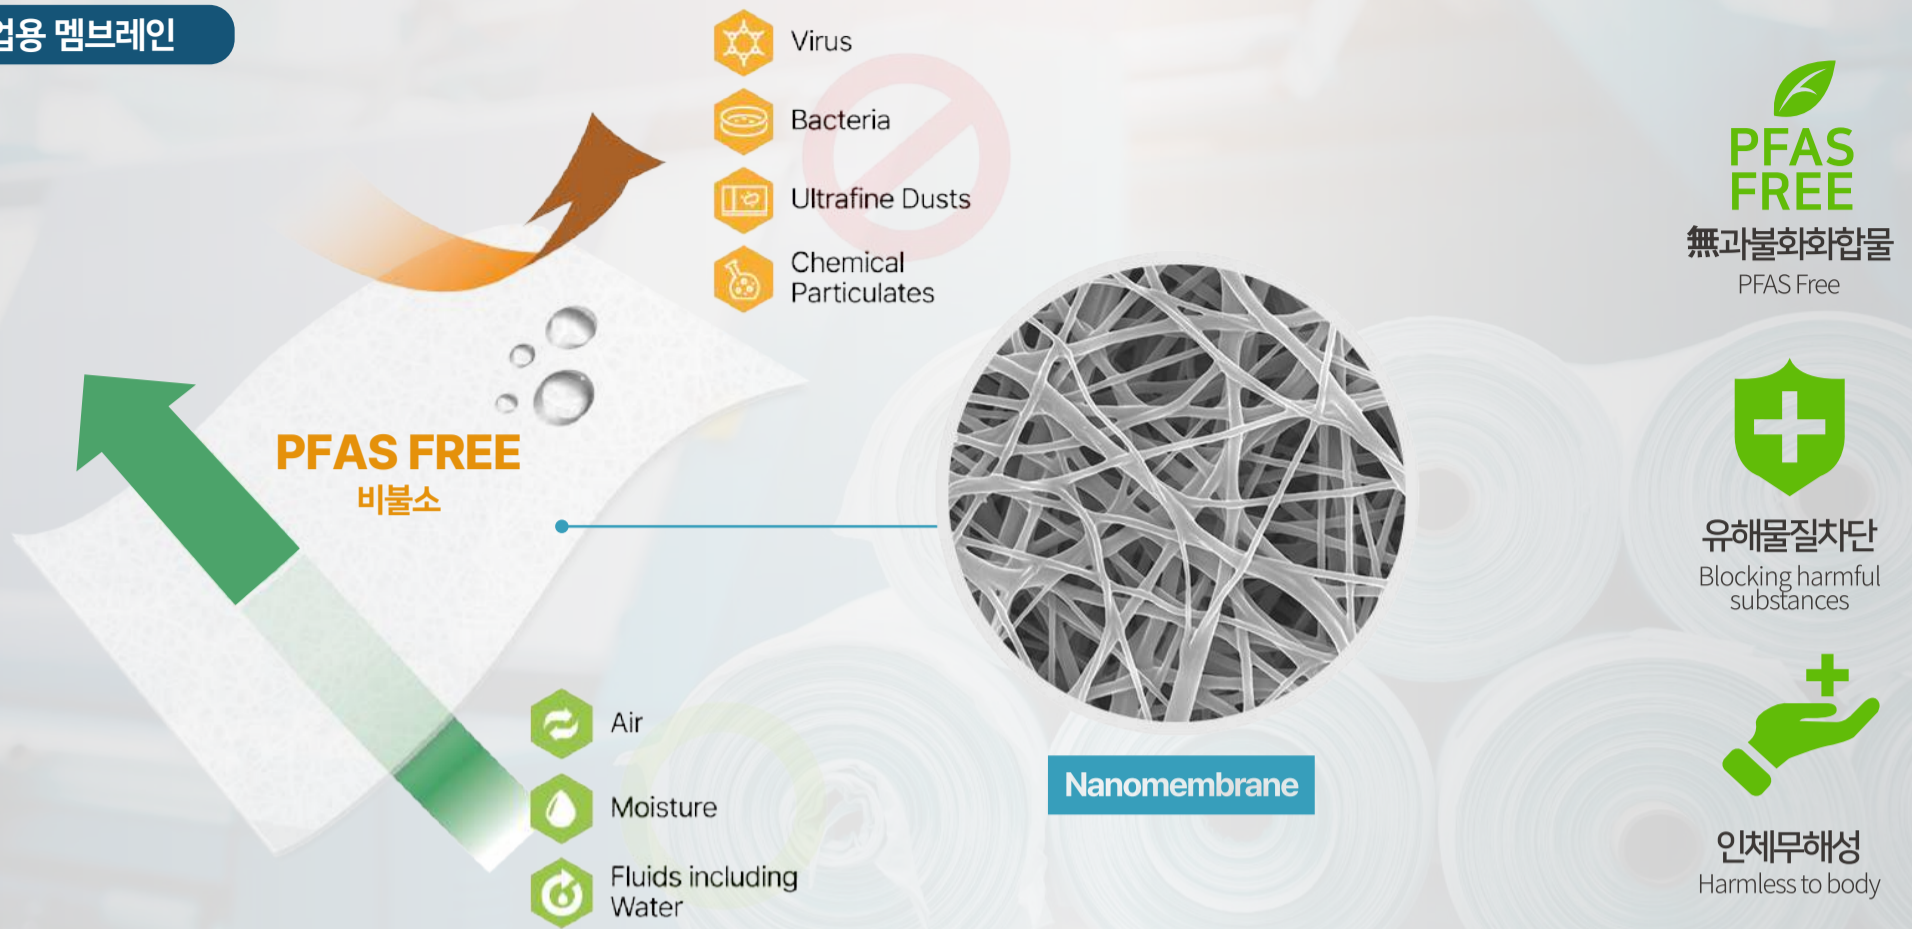 업용 멤브레인
Virus
Bacteria
Ultrafine Dusts
Chemical
Particulates
PFAS FREE
비불소
Air
Moisture
Fluids including
Water
Nanomembrane
PFAS
FREE
無과불화화합물
PFAS Free
유해물질차단
Blocking harmful
substances
인체무해성
Harmless to body